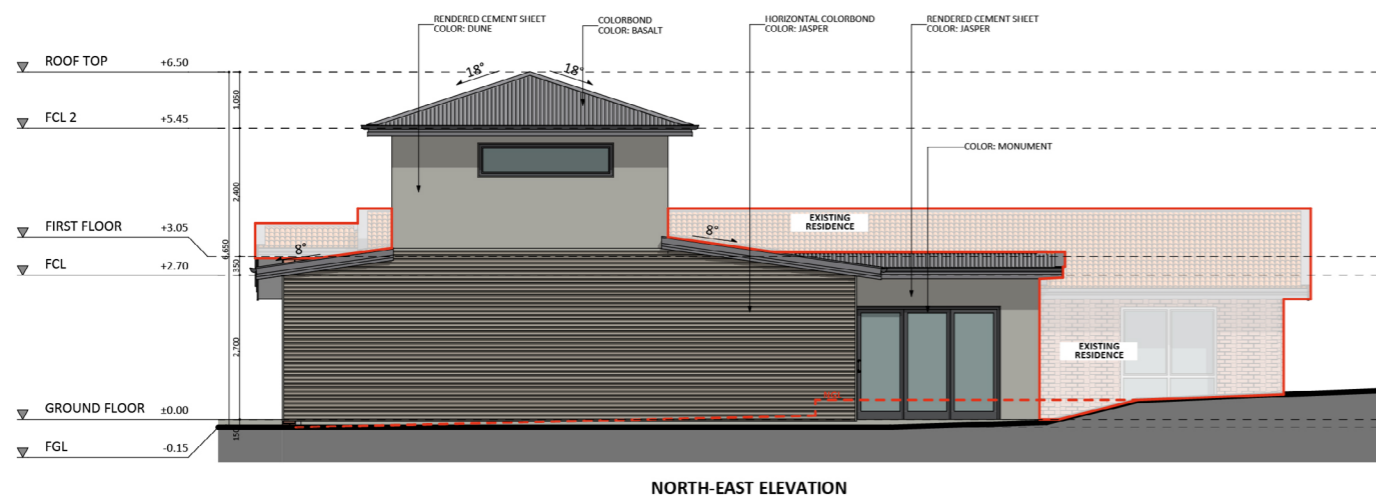 RENDERED CEMENT SHEET
COLOR: DUNE
COLORBOND
COLOR: BASALT
HORIZONTAL COLORBOND
COLOR: JASPER
RENDERED CEMENT SHEET
COLOR: JASPER
ROOF TOP +6.50
18° 18°
1,050
FCL 2 +5.45
COLOR: MONUMENT
2,400
EXISTING
RESIDENCE
FIRST FLOOR +3.05
8° 8°
6,650
350
FCL +2.70
2,700
EXISTING
RESIDENCE
GROUND FLOOR ±0.00
150
FGL -0.15
NORTH-EAST ELEVATION